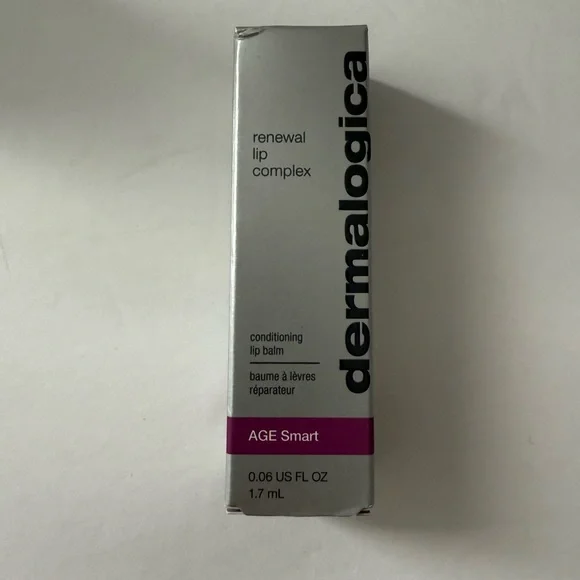 dermalogica
renewal
lip
complex
conditioning
lip balm
baume à lèvres
réparateur
AGE Smart
0.06 US FL OZ
1.7 mL